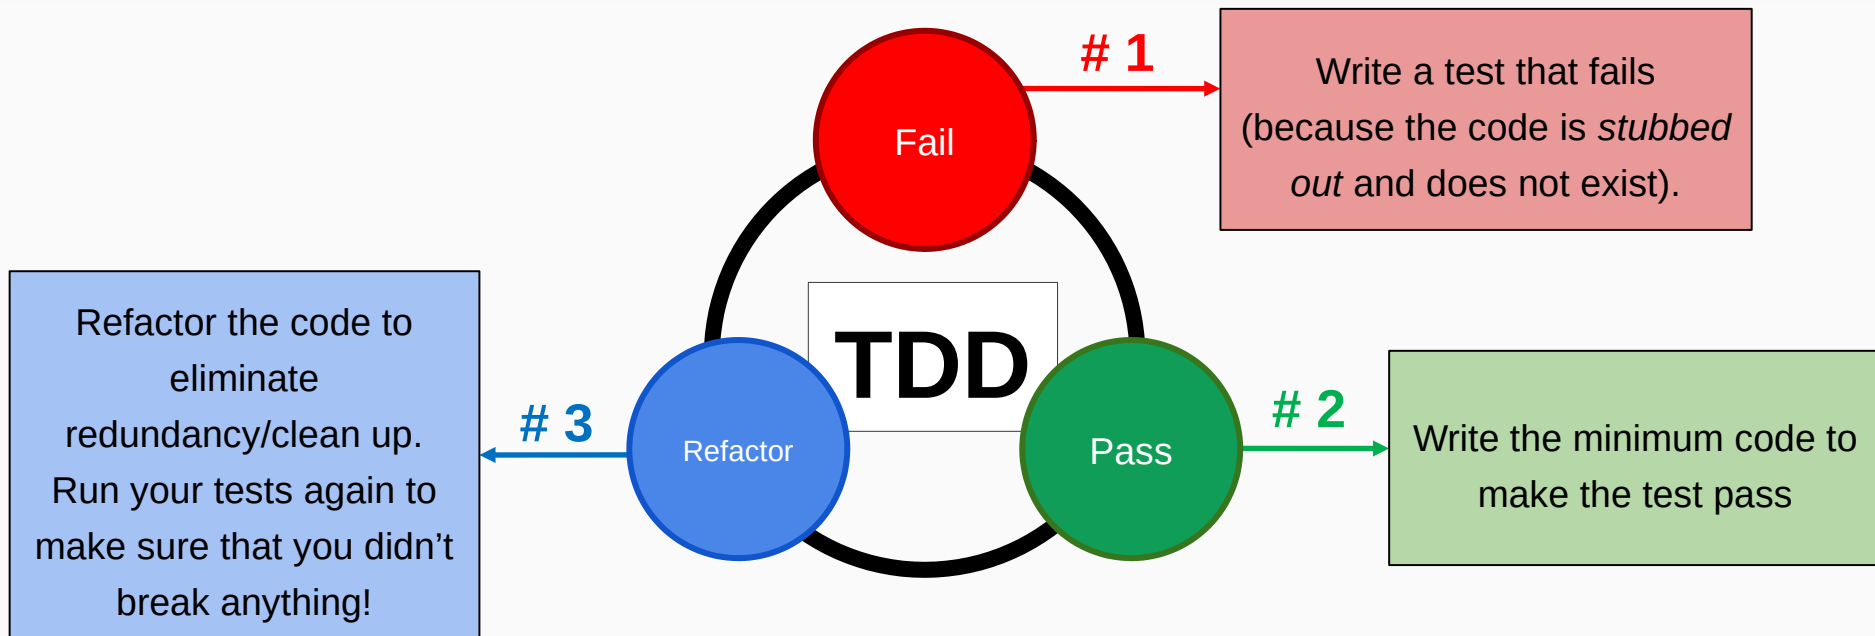 # 1
Write a test that fails
(because the code is stubbed
out and does not exist).
Fail
TDD
Refactor the code to
eliminate
redundancy/clean up.
Run your tests again to
make sure that you didn’t
break anything!
# 3
Refactor
Pass
# 2
Write the minimum code to
make the test pass